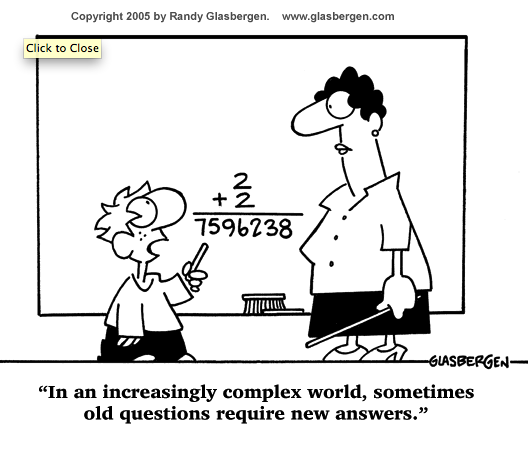 Copyright 2005 by Randy Glasbergen. www.glasbergen.com
Click to Close
2
+ 2
7596238
GLASBERGEN
“In an increasingly complex world, sometimes
old questions require new answers.”